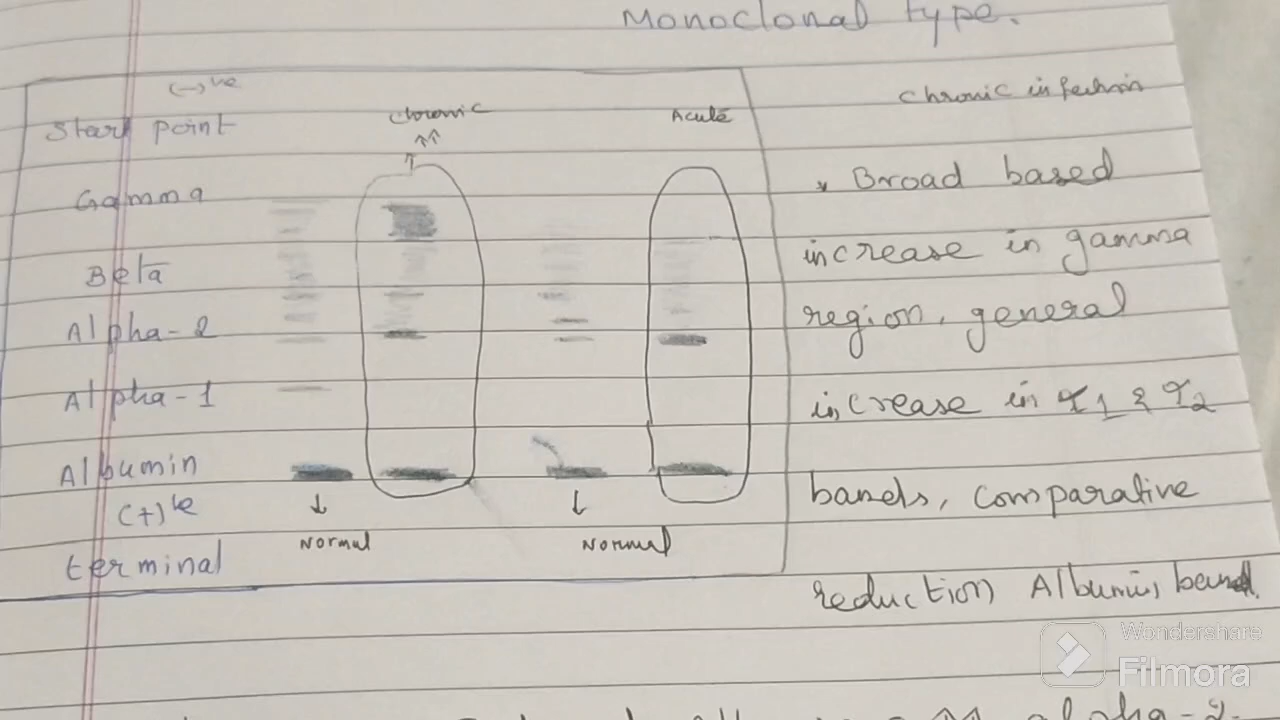 Monoclonal type.
(-)ve
Start point
Chronic
Acute
Gamma
Beta
Alpha-2
Alpha-1
Albumin
(+)ve
terminal
Normal
Normal
Chronic infection
Broad based
increase in gamma
region, general
increase in α1 & α2
bands, comparative
reduction Albumin band.
alpha-2
Wondershare
Filmora